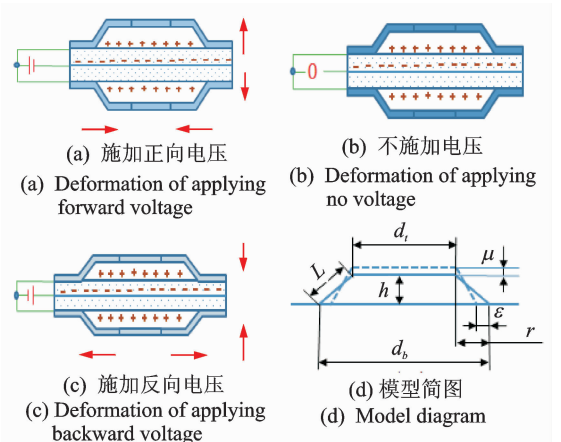 (a) 施加正向电压
(a) Deformation of applying
forward voltage
0
(b) 不施加电压
(b) Deformation of applying
no voltage
(c) 施加反向电压
(c) Deformation of applying
backward voltage
d_t
L
μ
h
ε
r
d_b
(d) 模型简图
(d) Model diagram